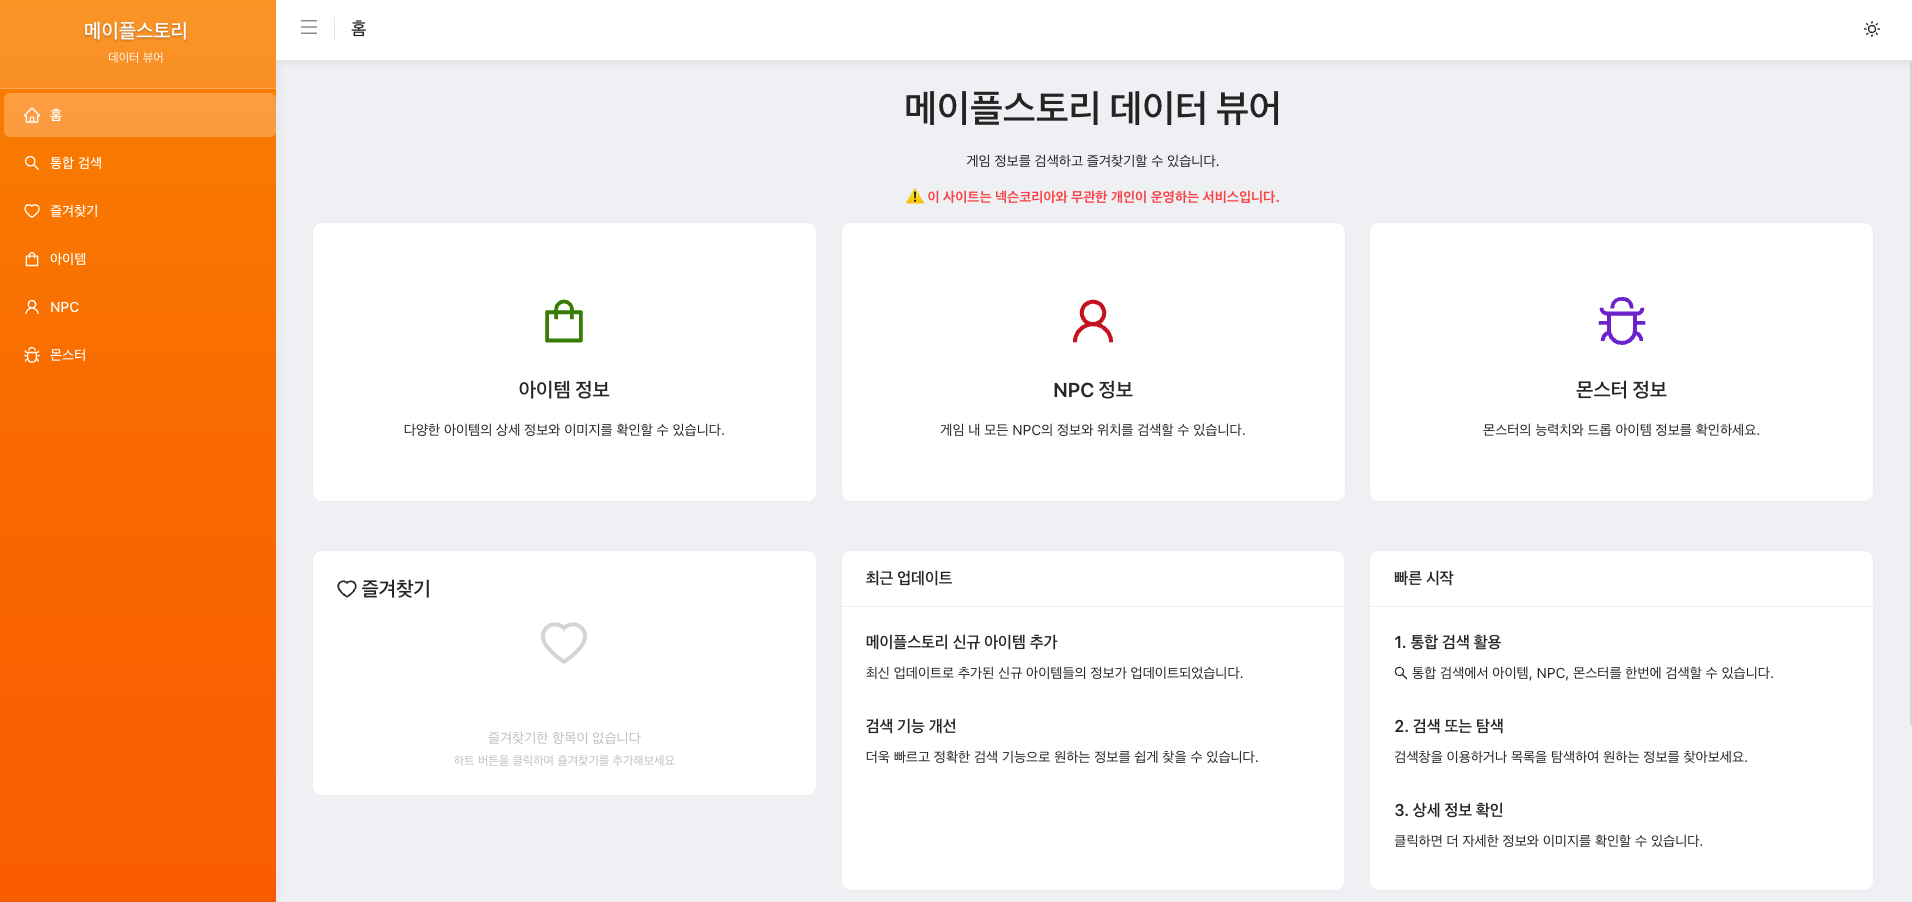 메이플스토리
데이터 뷰어
홈
통합 검색
즐겨찾기
아이템
NPC
몬스터
홈
메이플스토리 데이터 뷰어
게임 정보를 검색하고 즐겨찾기할 수 있습니다.
⚠️ 이 사이트는 넥슨코리아와 무관한 개인이 운영하는 서비스입니다.
아이템 정보
다양한 아이템의 상세 정보와 이미지를 확인할 수 있습니다.
NPC 정보
게임 내 모든 NPC의 정보와 위치를 검색할 수 있습니다.
몬스터 정보
몬스터의 능력치와 드롭 아이템 정보를 확인하세요.
즐겨찾기
즐겨찾기한 항목이 없습니다
하트 버튼을 클릭하여 즐겨찾기를 추가해보세요
최근 업데이트
메이플스토리 신규 아이템 추가
최신 업데이트로 추가된 신규 아이템들의 정보가 업데이트되었습니다.
검색 기능 개선
더욱 빠르고 정확한 검색 기능으로 원하는 정보를 쉽게 찾을 수 있습니다.
빠른 시작
1. 통합 검색 활용
통합 검색에서 아이템, NPC, 몬스터를 한번에 검색할 수 있습니다.
2. 검색 또는 탐색
검색창을 이용하거나 목록을 탐색하여 원하는 정보를 찾아보세요.
3. 상세 정보 확인
클릭하면 더 자세한 정보와 이미지를 확인할 수 있습니다.